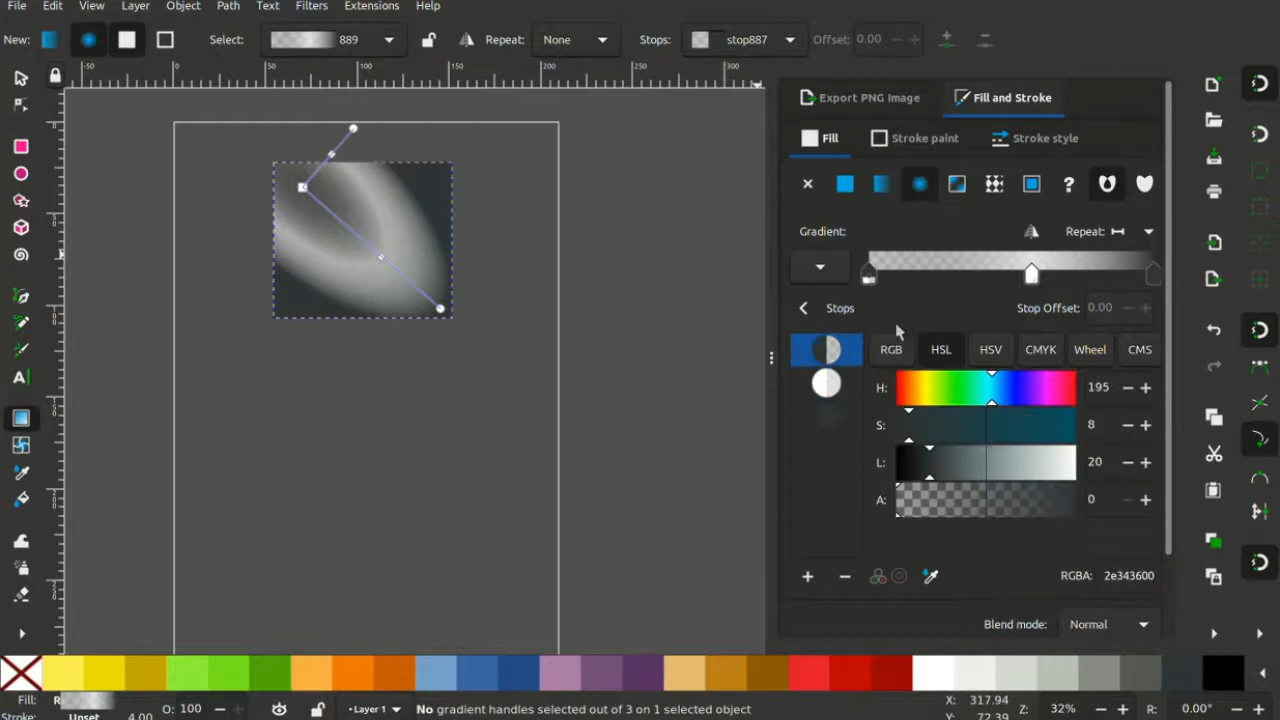 File Edit View Layer Object Path Text Filters Extensions Help
New: Select: 889 Repeat: None Stops: stop887 Offset: 0.00
-50 0 50 100 150 200 250 300
Export PNG Image Fill and Stroke
Fill Stroke paint Stroke style
?
Gradient: Repeat:
Stops Stop Offset: 0.00
RGB HSL HSV CMYK Wheel CMS
H: 195
S: 8
L: 20
A: 0
RGBA: 2e343600
Blend mode: Normal
Fill: R
Stroke: Unset 4.00
O: 100
Layer 1
No gradient handles selected out of 3 on 1 selected object
X: 317.94
Y: 72.39
Z: 32%
R: 0.00°